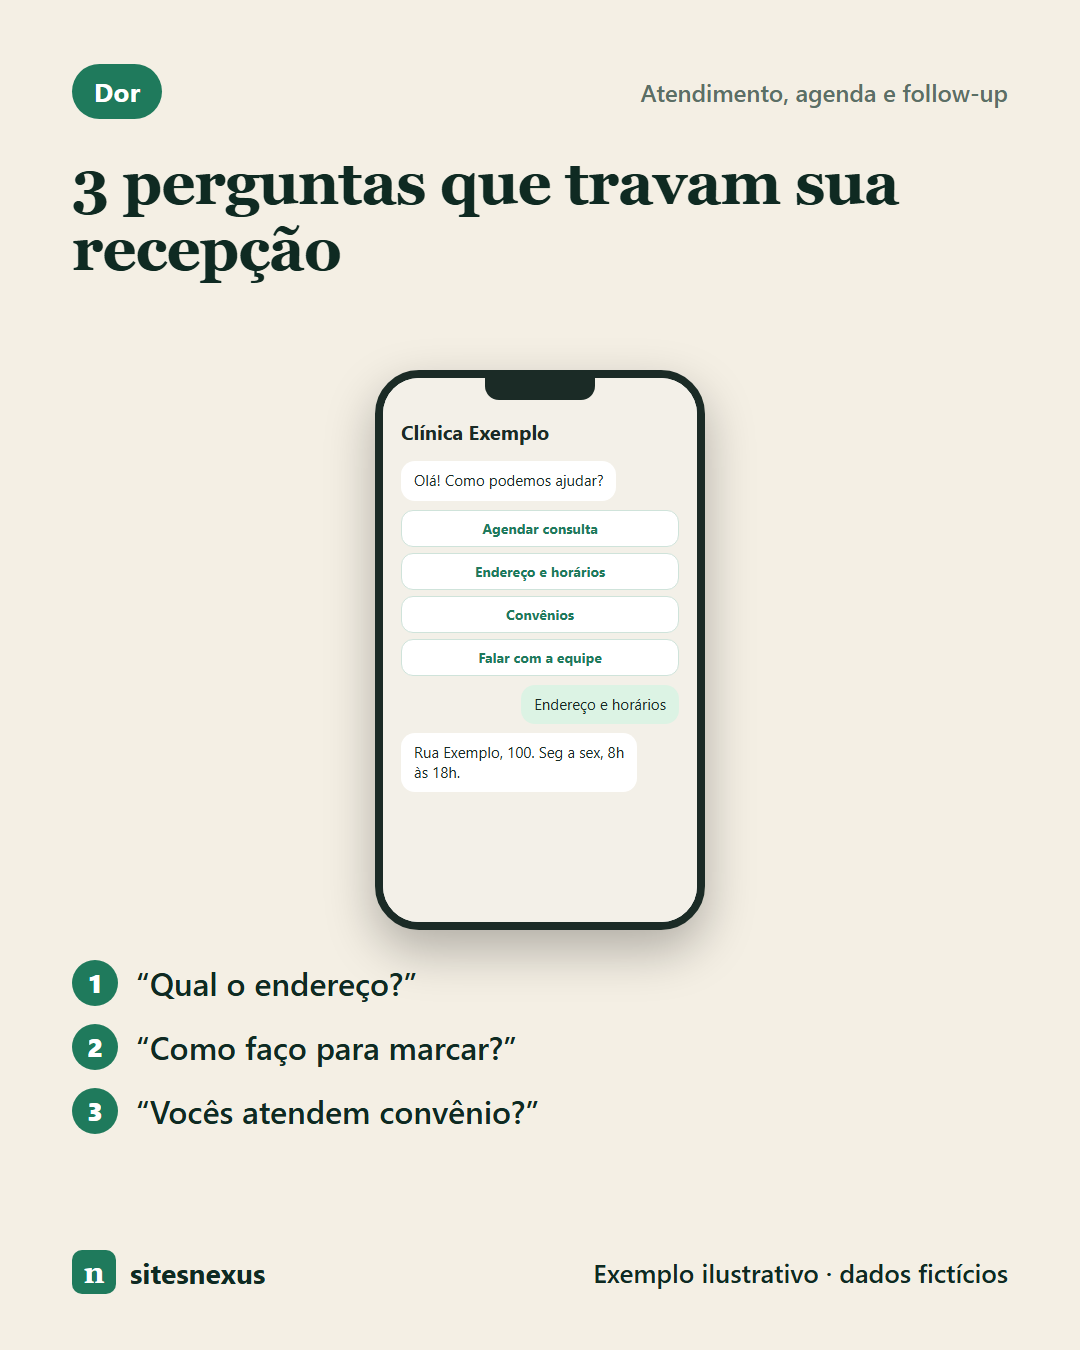 Dor
Atendimento, agenda e follow-up
3 perguntas que travam sua
recepção
Clínica Exemplo
Olá! Como podemos ajudar?
Agendar consulta
Endereço e horários
Convênios
Falar com a equipe
Endereço e horários
Rua Exemplo, 100. Seg a sex, 8h
às 18h.
1 “Qual o endereço?”
2 “Como faço para marcar?”
3 “Vocês atendem convênio?”
n sitesnexus
Exemplo ilustrativo · dados fictícios